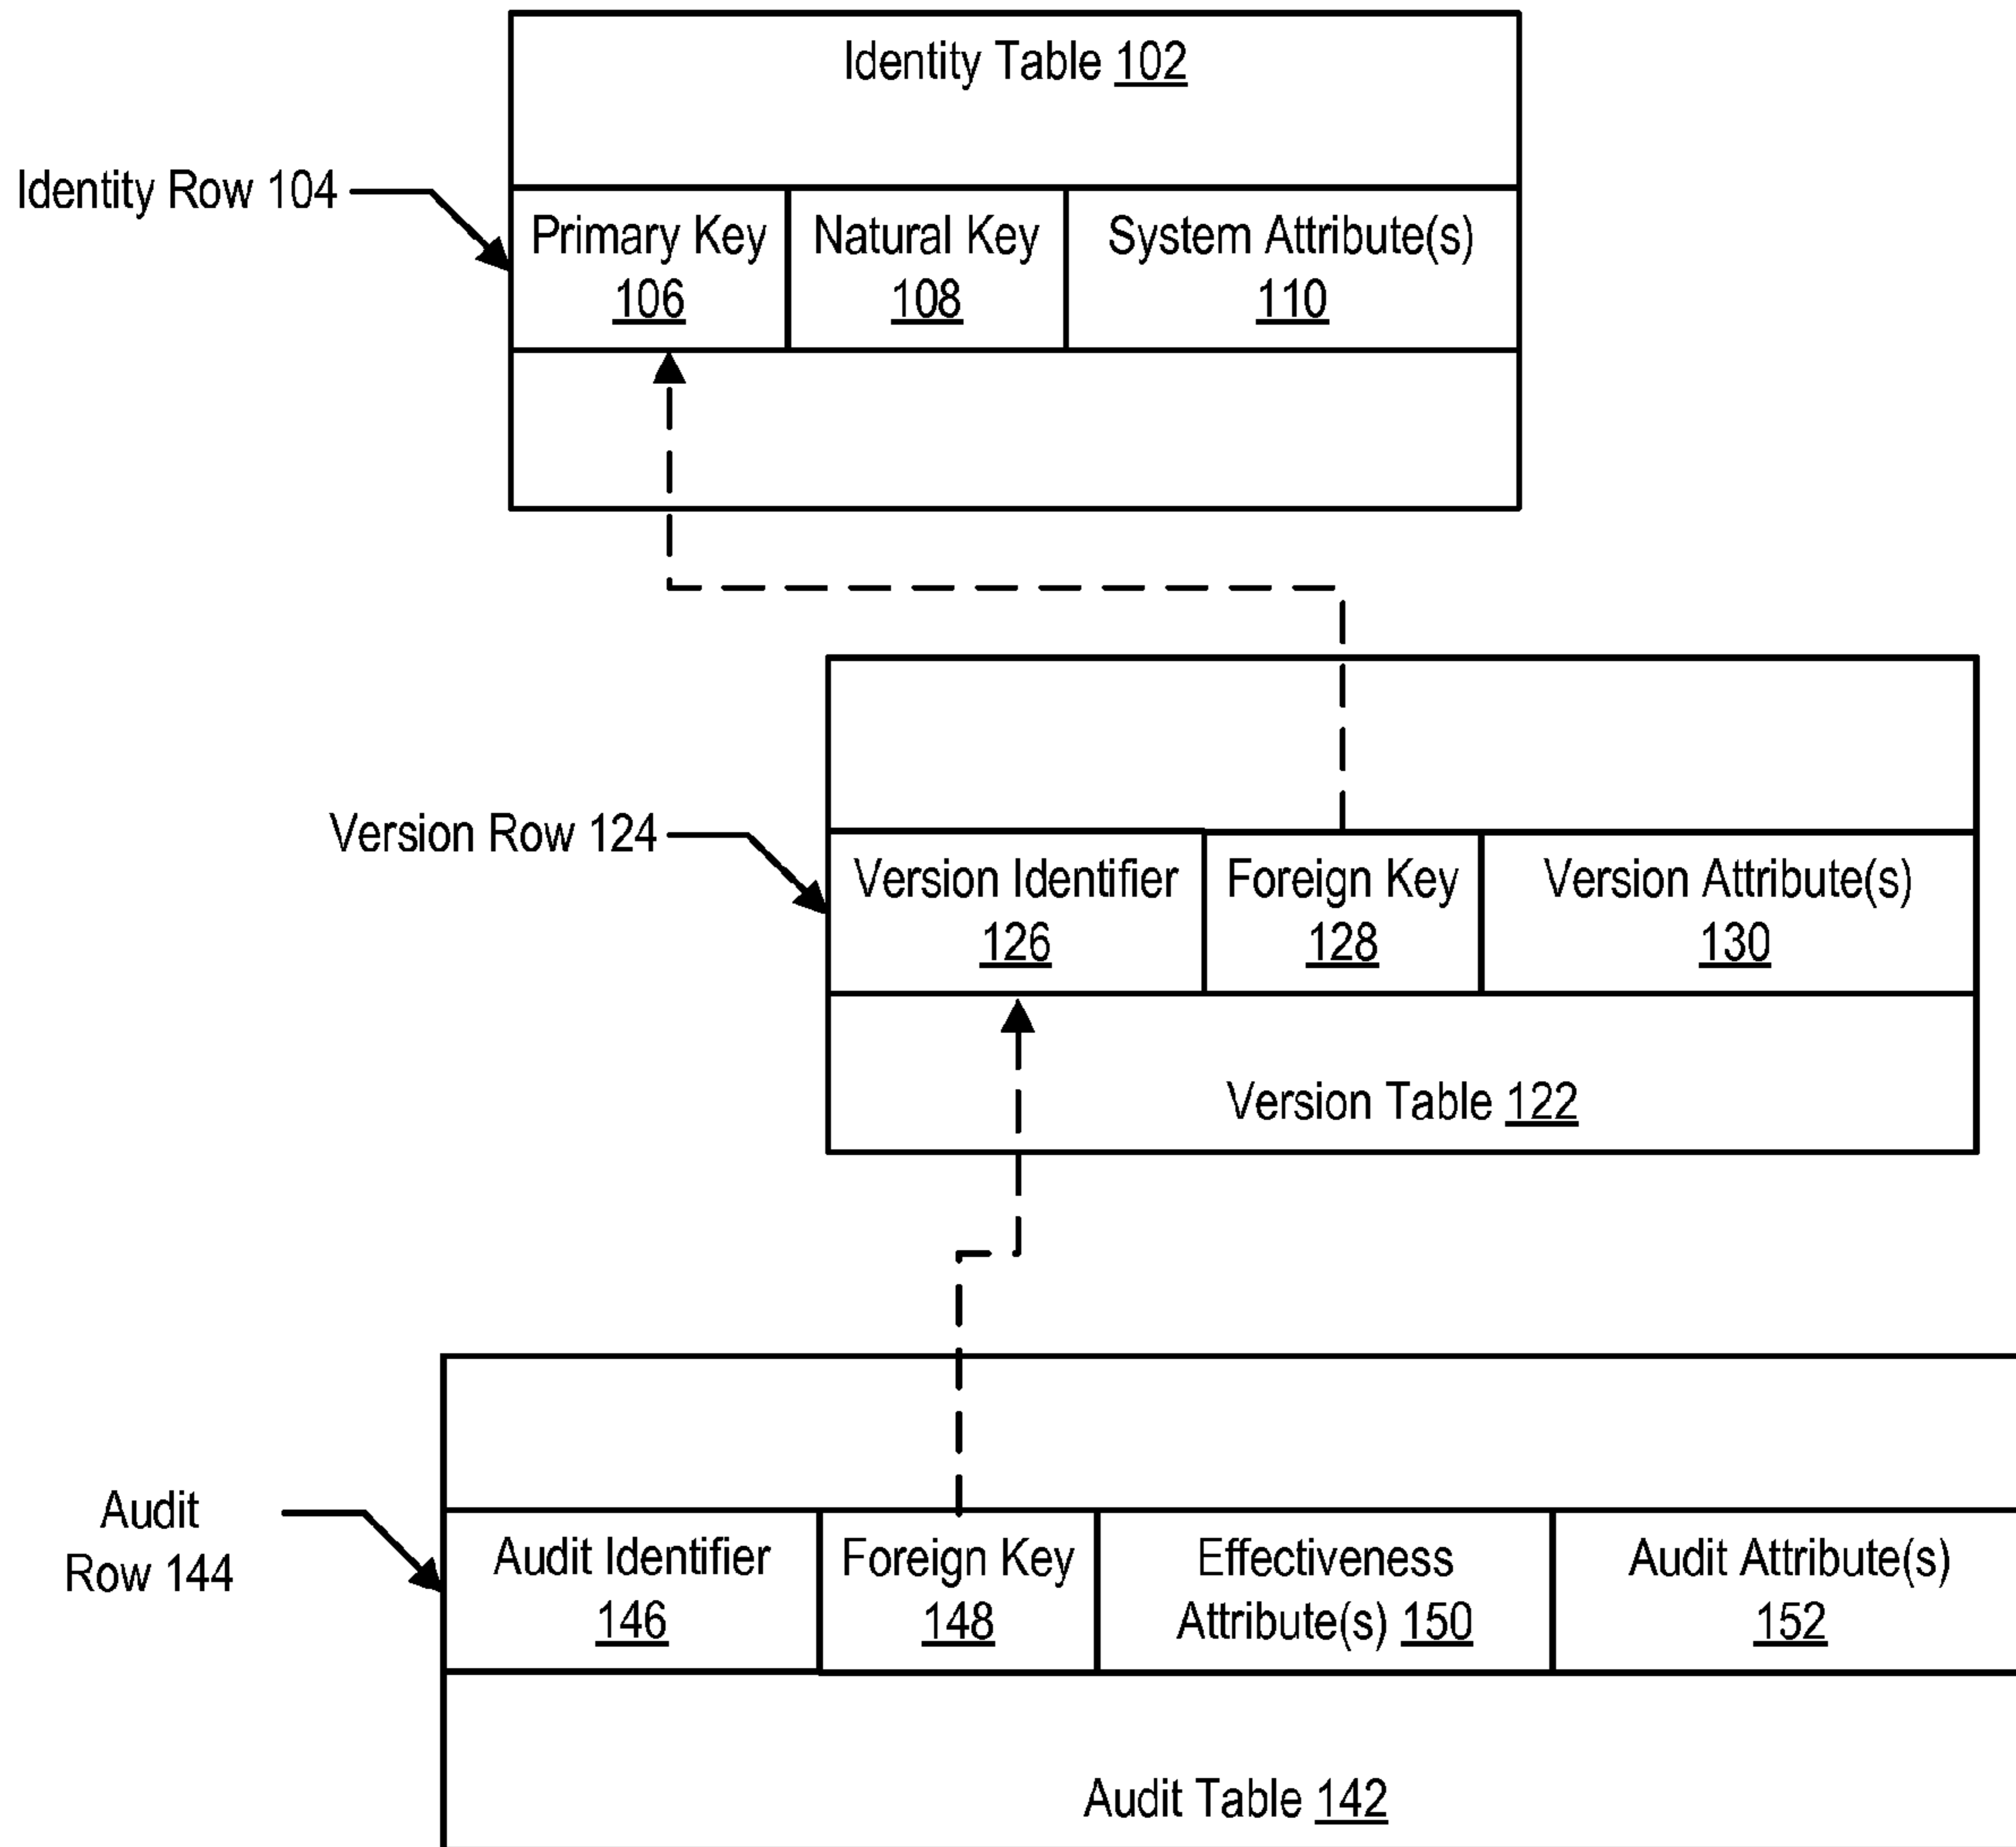 Identity Table 102
Identity Row 104
Primary Key
106
Natural Key
108
System Attribute(s)
110
Version Row 124
Version Identifier
126
Foreign Key
128
Version Attribute(s)
130
Version Table 122
Audit
Row 144
Audit Identifier
146
Foreign Key
148
Effectiveness
Attribute(s) 150
Audit Attribute(s)
152
Audit Table 142